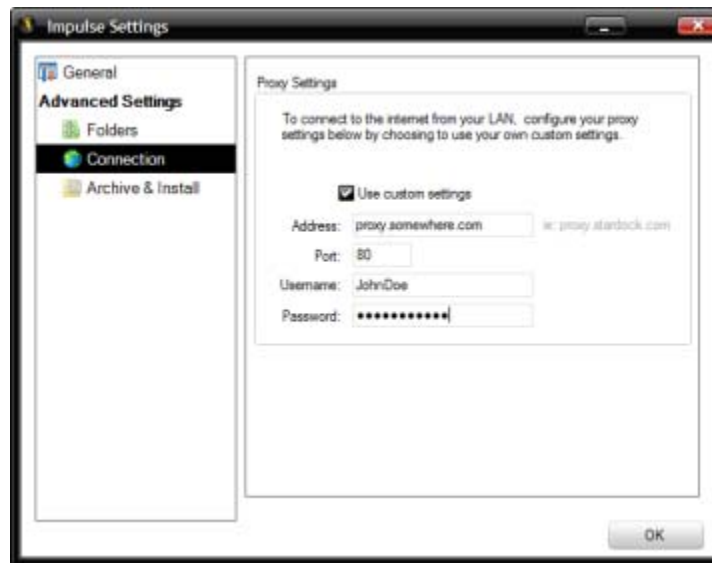 Impulse Settings
General
Advanced Settings
Folders
Connection
Archive & Install
Proxy Settings
To connect to the internet from your LAN, configure your proxy
settings below by choosing to use your own custom settings.
Use custom settings
Address: proxy.somewhere.com ie: proxy.stardock.com
Port: 80
Username: JohnDoe
Password: •••••••••••
OK